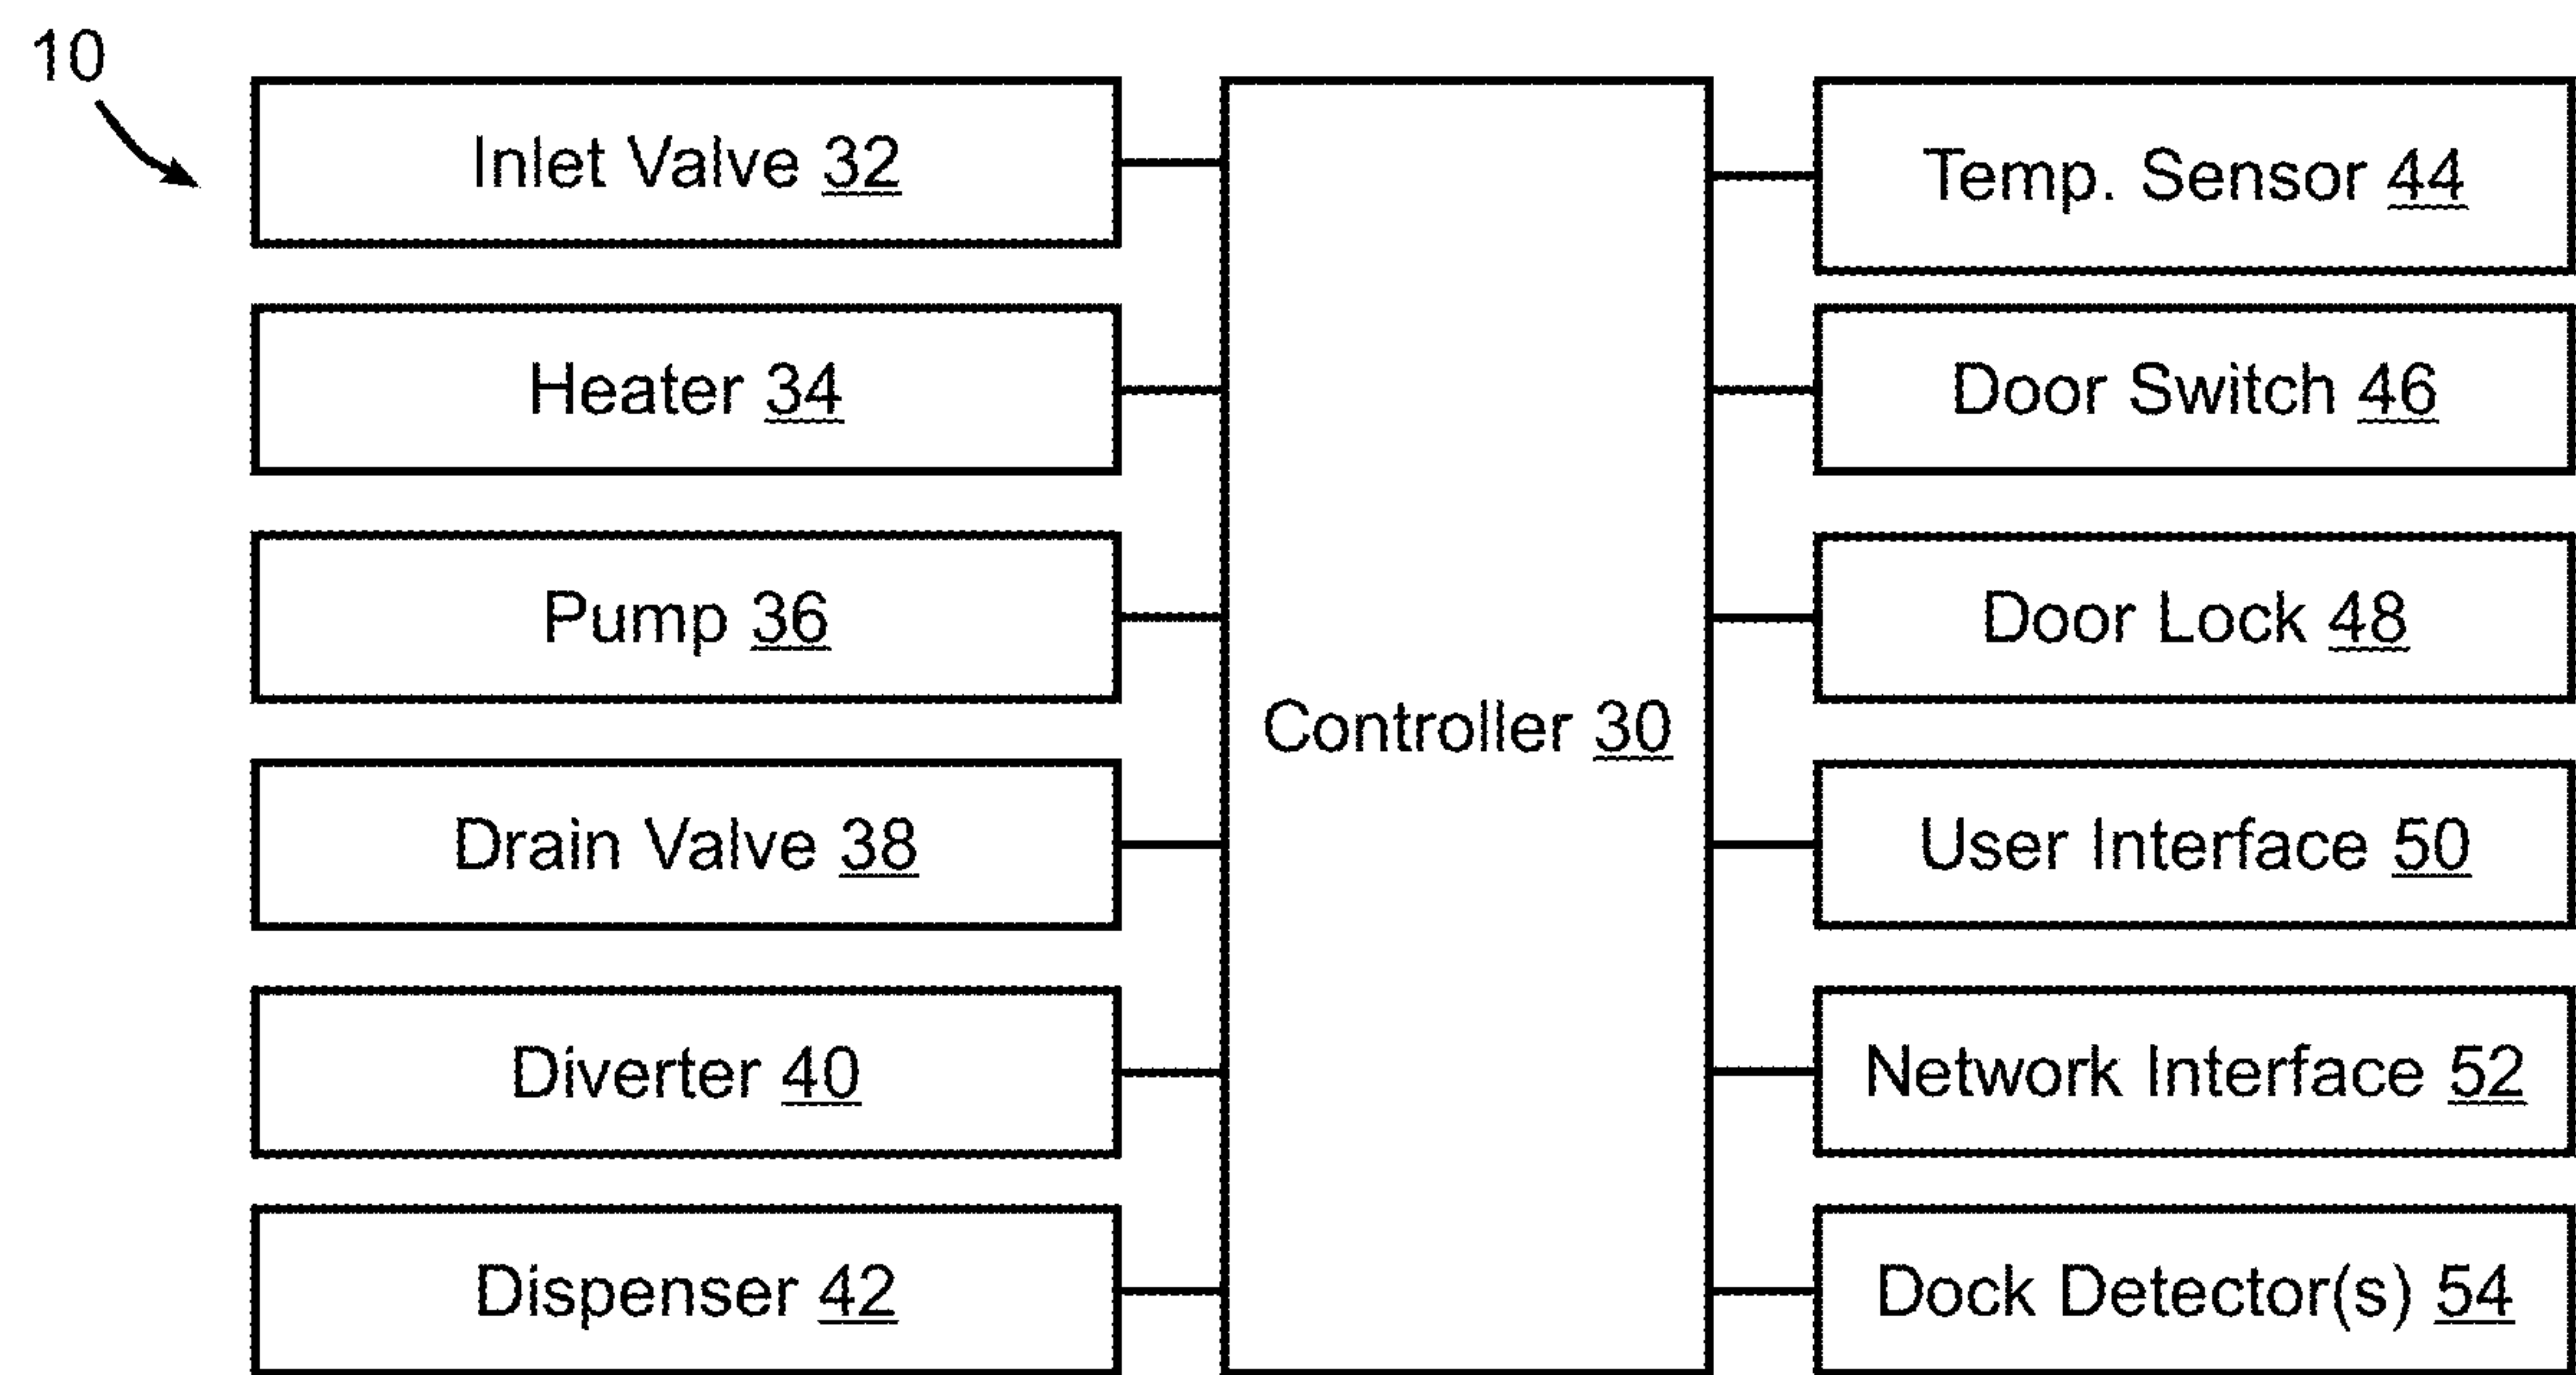 10
Inlet Valve 32
Heater 34
Pump 36
Drain Valve 38
Diverter 40
Dispenser 42
Controller 30
Temp. Sensor 44
Door Switch 46
Door Lock 48
User Interface 50
Network Interface 52
Dock Detector(s) 54